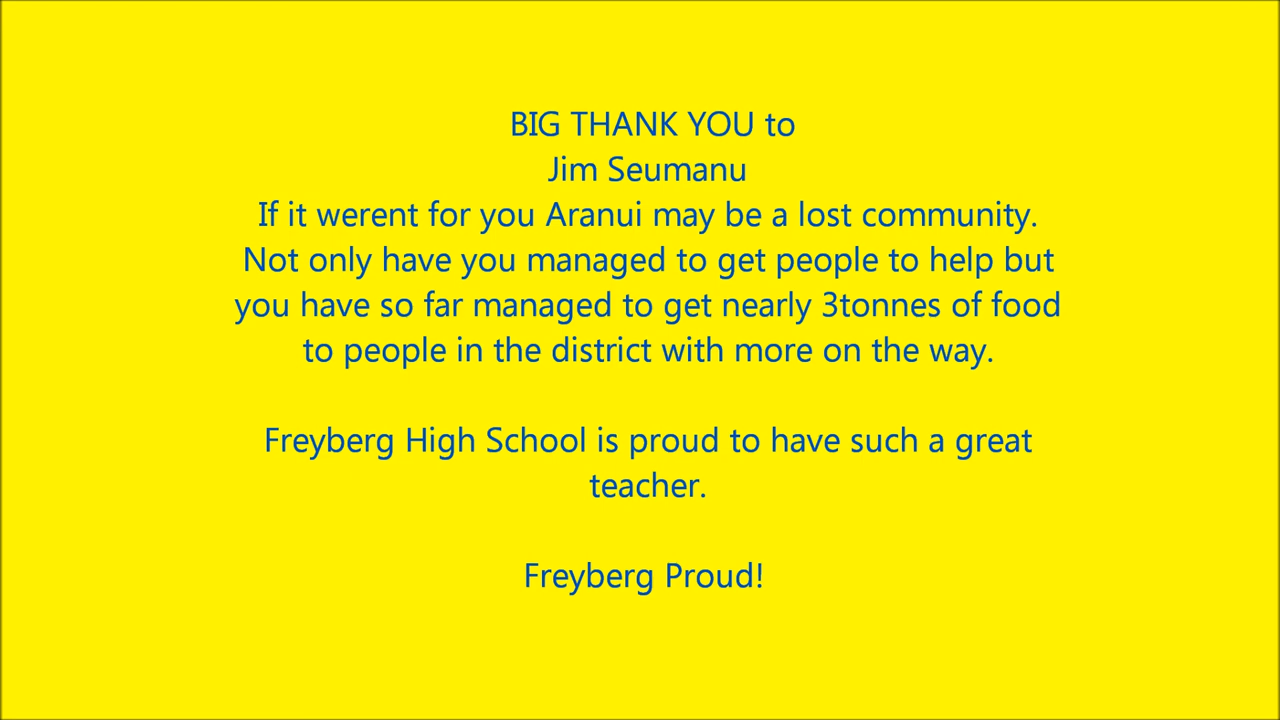 BIG THANK YOU to
Jim Seumanu
If it werent for you Aranui may be a lost community.
Not only have you managed to get people to help but
you have so far managed to get nearly 3tonnes of food
to people in the district with more on the way.
Freyberg High School is proud to have such a great
teacher.
Freyberg Proud!